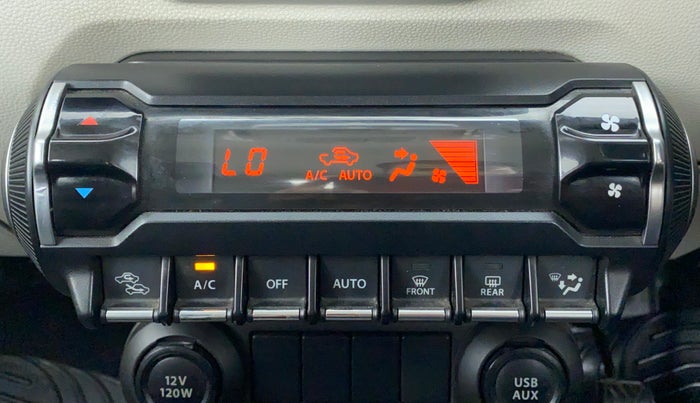 LO
A/C AUTO
A/C
OFF
AUTO
FRONT
REAR
12V
120W
USB
AUX